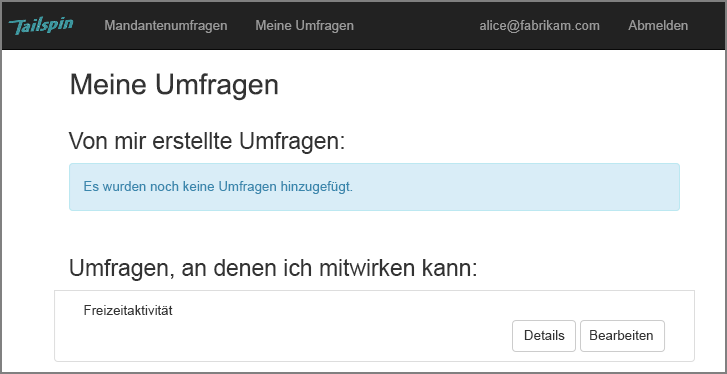 Tailspin Mandantenumfragen Meine Umfragen alice@fabrikam.com Abmelden
Meine Umfragen
Von mir erstellte Umfragen:
Es wurden noch keine Umfragen hinzugefügt.
Umfragen, an denen ich mitwirken kann:
Freizeitaktivität
Details Bearbeiten